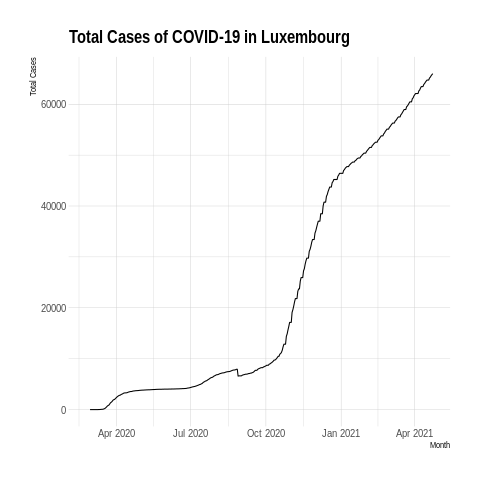 Total Cases of COVID-19 in Luxembourg
Total Cases
60000
40000
20000
0
Apr 2020 Jul 2020 Oct 2020 Jan 2021 Apr 2021
Month